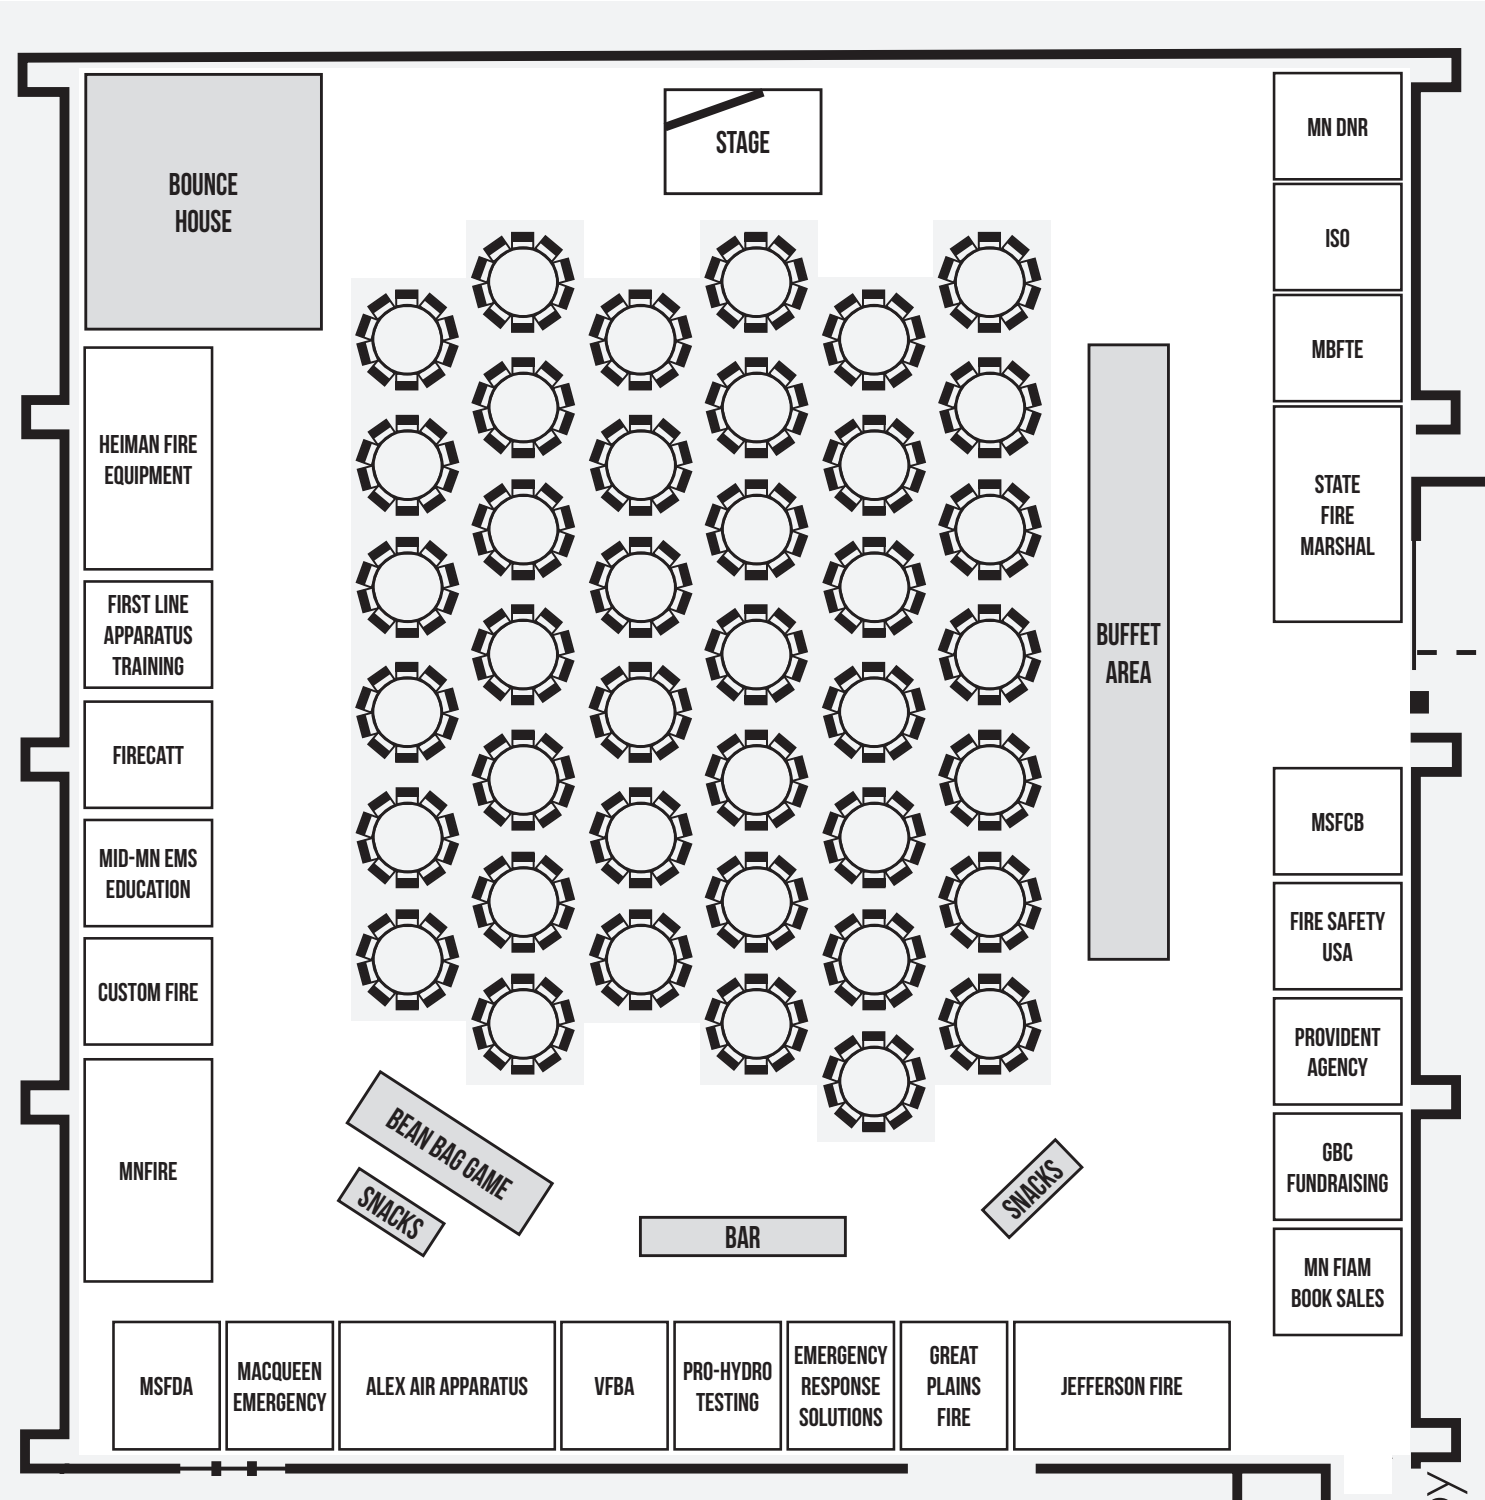 BOUNCE
HOUSE
STAGE
MN DNR
ISO
MBFTE
STATE
FIRE
MARSHAL
HEIMAN FIRE
EQUIPMENT
FIRST LINE
APPARATUS
TRAINING
FIRECATT
MID-MN EMS
EDUCATION
CUSTOM FIRE
MNFIRE
BUFFET
AREA
MSFCB
FIRE SAFETY
USA
PROVIDENT
AGENCY
GBC
FUNDRAISING
MN FIAM
BOOK SALES
BEAN BAG GAME
SNACKS
BAR
SNACKS
MSFDA
MACQUEEN
EMERGENCY
ALEX AIR APPARATUS
VFBA
PRO-HYDRO
TESTING
EMERGENCY
RESPONSE
SOLUTIONS
GREAT
PLAINS
FIRE
JEFFERSON FIRE